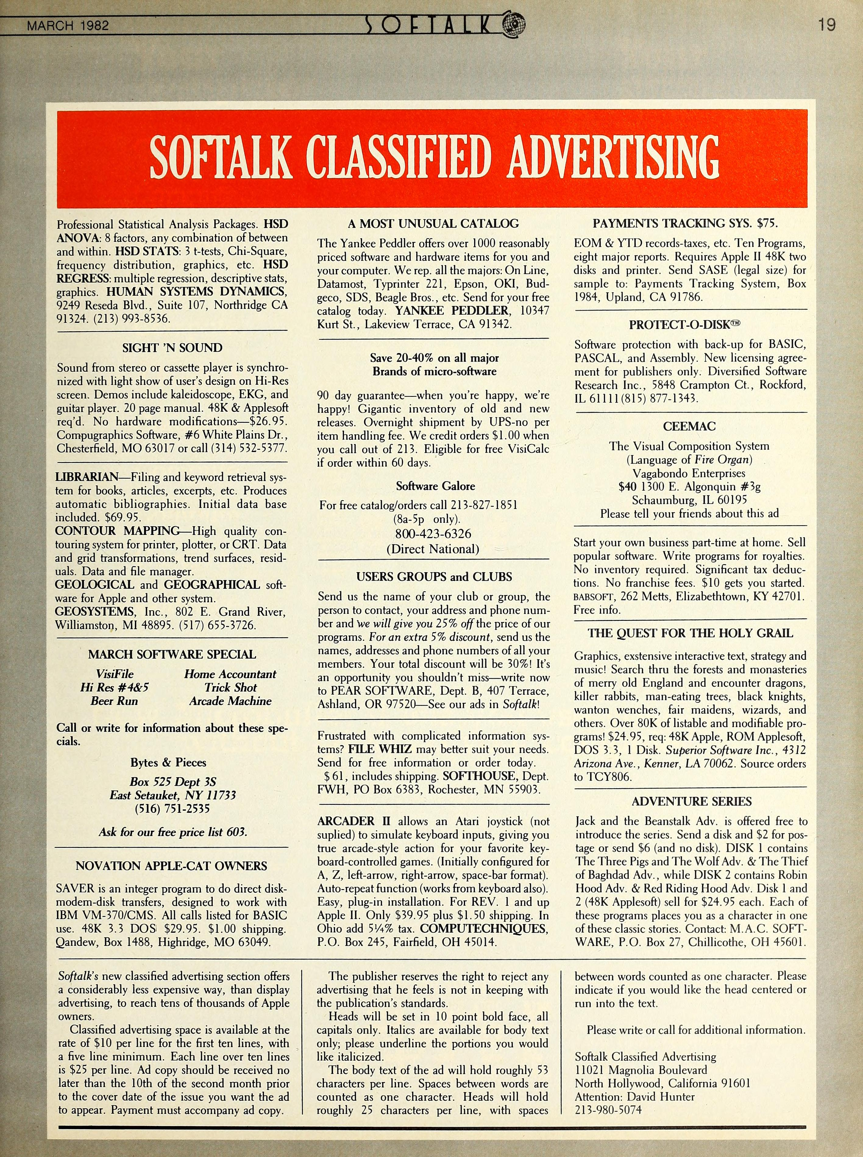 MARCH 1982
SOFTALK
19
SOFTALK CLASSIFIED ADVERTISING
Professional Statistical Analysis Packages. HSD
ANOVA: 8 factors, any combination of between
and within. HSD STATS: 3 t-tests, Chi-Square,
frequency distribution, graphics, etc. HSD
REGRESS: multiple regression, descriptive stats,
graphics. HUMAN SYSTEMS DYNAMICS,
9249 Reseda Blvd., Suite 107, Northridge CA
91324. (213) 993-8536.
SIGHT 'N SOUND
Sound from stereo or cassette player is synchro-
nized with light show of user's design on Hi-Res
screen. Demos include kaleidoscope, EKG, and
guitar player. 20 page manual. 48K & Applesoft
req'd. No hardware modifications—$26.95.
Compugraphics Software, #6 White Plains Dr.,
Chesterfield, MO 63017 or call (314) 532-5377.
LIBRARIAN—Filing and keyword retrieval sys-
tem for books, articles, excerpts, etc. Produces
automatic bibliographies. Initial data base
included. $69.95.
CONTOUR MAPPING—High quality con-
touring system for printer, plotter, or CRT. Data
and grid transformations, trend surfaces, resid-
uals. Data and file manager.
GEOLOGICAL and GEOGRAPHICAL soft-
ware for Apple and other system.
GEOSYSTEMS, Inc., 802 E. Grand River,
Williamston, MI 48895. (517) 655-3726.
MARCH SOFTWARE SPECIAL
VisiFile Home Accountant
Hi Res #4&5 Trick Shot
Beer Run Arcade Machine
Call or write for information about these spe-
cials.
Bytes & Pieces
Box 525 Dept 3S
East Setauket, NY 11733
(516) 751-2535
Ask for our free price list 603.
NOVATION APPLE-CAT OWNERS
SAVER is an integer program to do direct disk-
modem-disk transfers, designed to work with
IBM VM-370/CMS. All calls listed for BASIC
use. 48K 3.3 DOS $29.95. $1.00 shipping.
Qandew, Box 1488, Highridge, MO 63049.
A MOST UNUSUAL CATALOG
The Yankee Peddler offers over 1000 reasonably
priced software and hardware items for you and
your computer. We rep. all the majors: On Line,
Datamost, Typrinter 221, Epson, OKI, Bud-
geco, SDS, Beagle Bros., etc. Send for your free
catalog today. YANKEE PEDDLER, 10347
Kurt St., Lakeview Terrace, CA 91342.
Save 20-40% on all major
Brands of micro-software
90 day guarantee—when you're happy, we're
happy! Gigantic inventory of old and new
releases. Overnight shipment by UPS-no per
item handling fee. We credit orders $1.00 when
you call out of 213. Eligible for free VisiCalc
if order within 60 days.
Software Galore
For free catalog/orders call 213-827-1851
(8a-5p only).
800-423-6326
(Direct National)
USERS GROUPS and CLUBS
Send us the name of your club or group, the
person to contact, your address and phone num-
ber and we will give you 25% off the price of our
programs. For an extra 5% discount, send us the
names, addresses and phone numbers of all your
members. Your total discount will be 30%! It's
an opportunity you shouldn't miss—write now
to PEAR SOFTWARE, Dept. B, 407 Terrace,
Ashland, OR 97520—See our ads in Softalk!
Frustrated with complicated information sys-
tems? FILE WHIZ may better suit your needs.
Send for free information or order today.
$61, includes shipping. SOFTHOUSE, Dept.
FWH, PO Box 6383, Rochester, MN 55903.
ARCADER II allows an Atari joystick (not
suplied) to simulate keyboard inputs, giving you
true arcade-style action for your favorite key-
board-controlled games. (Initially configured for
A, Z, left-arrow, right-arrow, space-bar format).
Auto-repeat function (works from keyboard also).
Easy, plug-in installation. For REV. 1 and up
Apple II. Only $39.95 plus $1.50 shipping. In
Ohio add 5¼% tax. COMPUTECHNIQUES,
P.O. Box 245, Fairfield, OH 45014.
PAYMENTS TRACKING SYS. $75.
EOM & YTD records-taxes, etc. Ten Programs,
eight major reports. Requires Apple II 48K two
disks and printer. Send SASE (legal size) for
sample to: Payments Tracking System, Box
1984, Upland, CA 91786.
PROTECT-O-DISK™
Software protection with back-up for BASIC,
PASCAL, and Assembly. New licensing agree-
ment for publishers only. Diversified Software
Research Inc., 5848 Crampton Ct., Rockford,
IL 61111 (815) 877-1343.
CEEMAC
The Visual Composition System
(Language of Fire Organ)
Vagabondo Enterprises
$40 1300 E. Algonquin #3g
Schaumburg, IL 60195
Please tell your friends about this ad
Start your own business part-time at home. Sell
popular software. Write programs for royalties.
No inventory required. Significant tax deduc-
tions. No franchise fees. $10 gets you started.
BABSOFT, 262 Metts, Elizabethtown, KY 42701.
Free info.
THE QUEST FOR THE HOLY GRAIL
Graphics, exstensive interactive text, strategy and
music! Search thru the forests and monasteries
of merry old England and encounter dragons,
killer rabbits, man-eating trees, black knights,
wanton wenches, fair maidens, wizards, and
others. Over 80K of listable and modifiable pro-
grams! $24.95, req: 48K Apple, ROM Applesoft,
DOS 3.3, 1 Disk. Superior Software Inc., 4312
Arizona Ave., Kenner, LA 70062. Source orders
to TCY806.
ADVENTURE SERIES
Jack and the Beanstalk Adv. is offered free to
introduce the series. Send a disk and $2 for pos-
tage or send $6 (and no disk). DISK 1 contains
The Three Pigs and The Wolf Adv. & The Thief
of Baghdad Adv., while DISK 2 contains Robin
Hood Adv. & Red Riding Hood Adv. Disk 1 and
2 (48K Applesoft) sell for $24.95 each. Each of
these programs places you as a character in one
of these classic stories. Contact: M.A.C. SOFT-
WARE, P.O. Box 27, Chillicothe, OH 45601.
Softalk's new classified advertising section offers
a considerably less expensive way, than display
advertising, to reach tens of thousands of Apple
owners.
Classified advertising space is available at the
rate of $10 per line for the first ten lines, with
a five line minimum. Each line over ten lines
is $25 per line. Ad copy should be received no
later than the 10th of the second month prior
to the cover date of the issue you want the ad
to appear. Payment must accompany ad copy.
The publisher reserves the right to reject any
advertising that he feels is not in keeping with
the publication's standards.
Heads will be set in 10 point bold face, all
capitals only. Italics are available for body text
only; please underline the portions you would
like italicized.
The body text of the ad will hold roughly 53
characters per line. Spaces between words are
counted as one character. Heads will hold
roughly 25 characters per line, with spaces
between words counted as one character. Please
indicate if you would like the head centered or
run into the text.
Please write or call for additional information.
Softalk Classified Advertising
11021 Magnolia Boulevard
North Hollywood, California 91601
Attention: David Hunter
213-980-5074